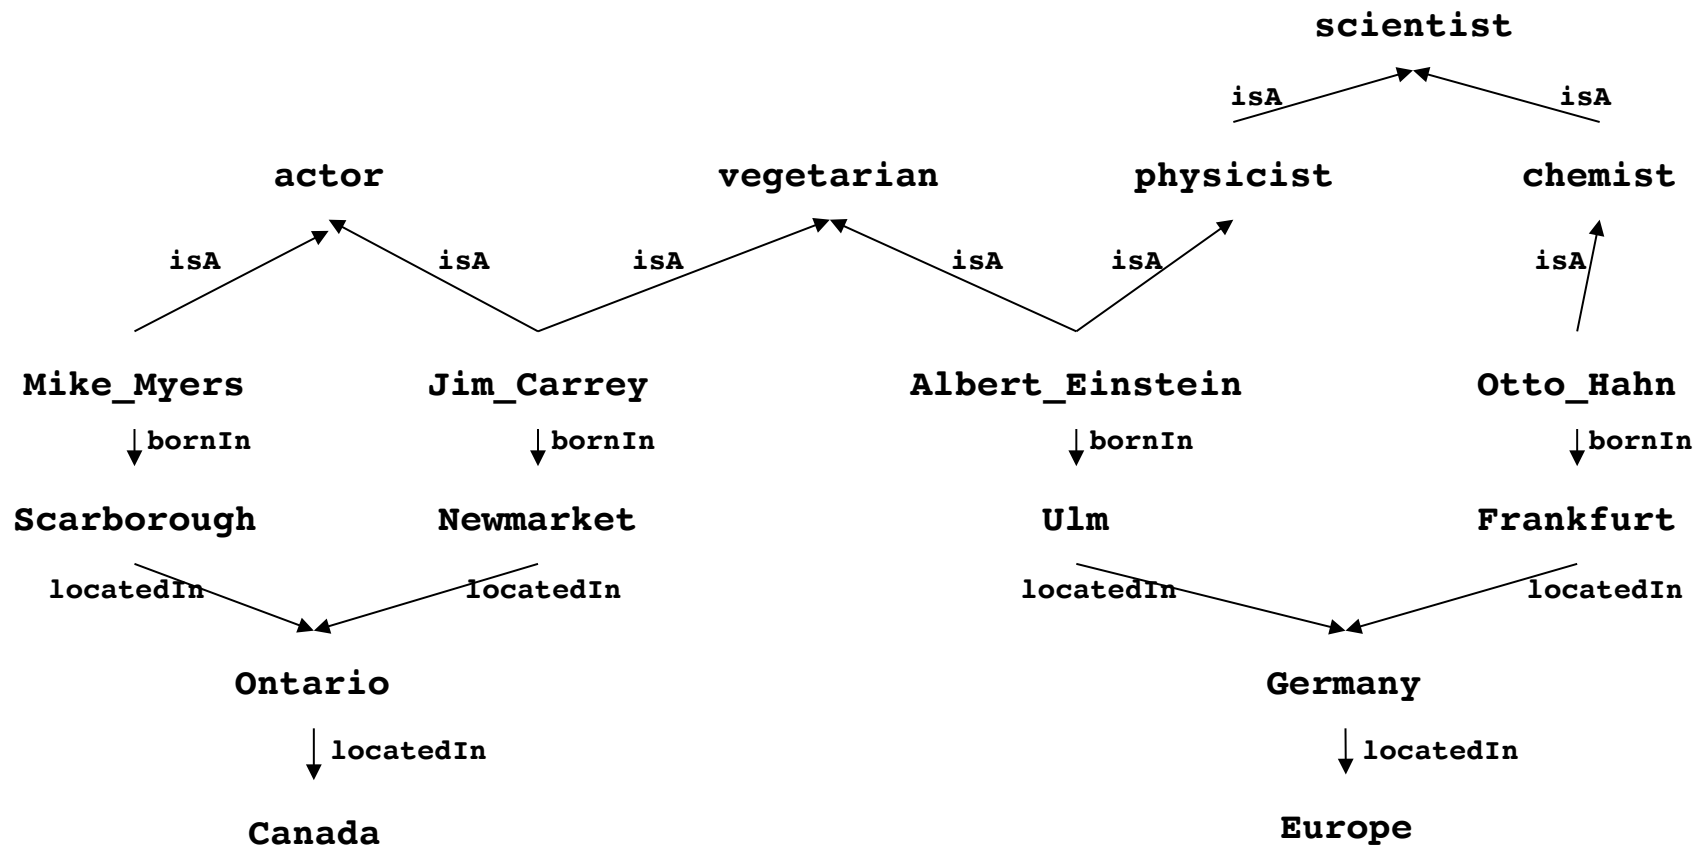 scientist
isA isA
actor vegetarian physicist chemist
isA isA isA isA isA isA
Mike_Myers Jim_Carrey Albert_Einstein Otto_Hahn
bornIn bornIn bornIn bornIn
Scarborough Newmarket Ulm Frankfurt
locatedIn locatedIn locatedIn locatedIn
Ontario Germany
locatedIn locatedIn
Canada Europe